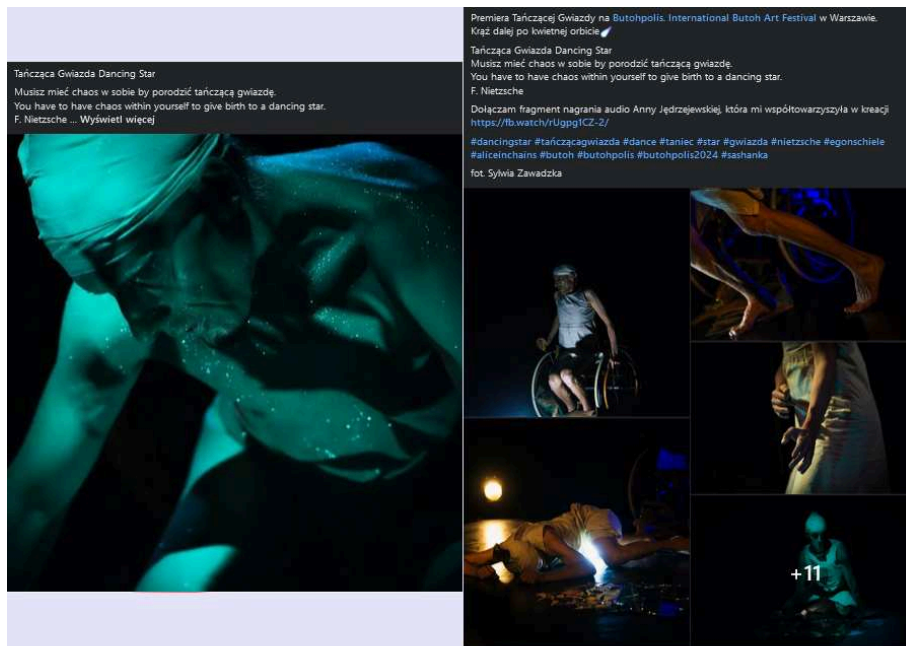 Tańcząca Gwiazda Dancing Star
Musisz mieć chaos w sobie by porodzić tańczącą gwiazdę.
You have to have chaos within yourself to give birth to a dancing star.
F. Nietzsche ... Wyświetl więcej
Premiera Tańczącej Gwiazdy na Butohpolis. International Butoh Art Festival w Warszawie.
Krąż dalej po kwietnej orbicie
Tańcząca Gwiazda Dancing Star
Musisz mieć chaos w sobie by porodzić tańczącą gwiazdę.
You have to have chaos within yourself to give birth to a dancing star.
F. Nietzsche
Dołączam fragment nagrania audio Anny Jędrzejewskiej, która mi współtowarzyszyła w kreacji
https://fb.watch/rUgpg1CZ-2/
#dancingstar #tańczącagwiazda #dance #taniec #star #gwiazda #nietzsche #egonschiele
#aliceinchains #butoh #butohpolis #butohpolis2024 #sashanka
fot. Sylwia Zawadzka
+11